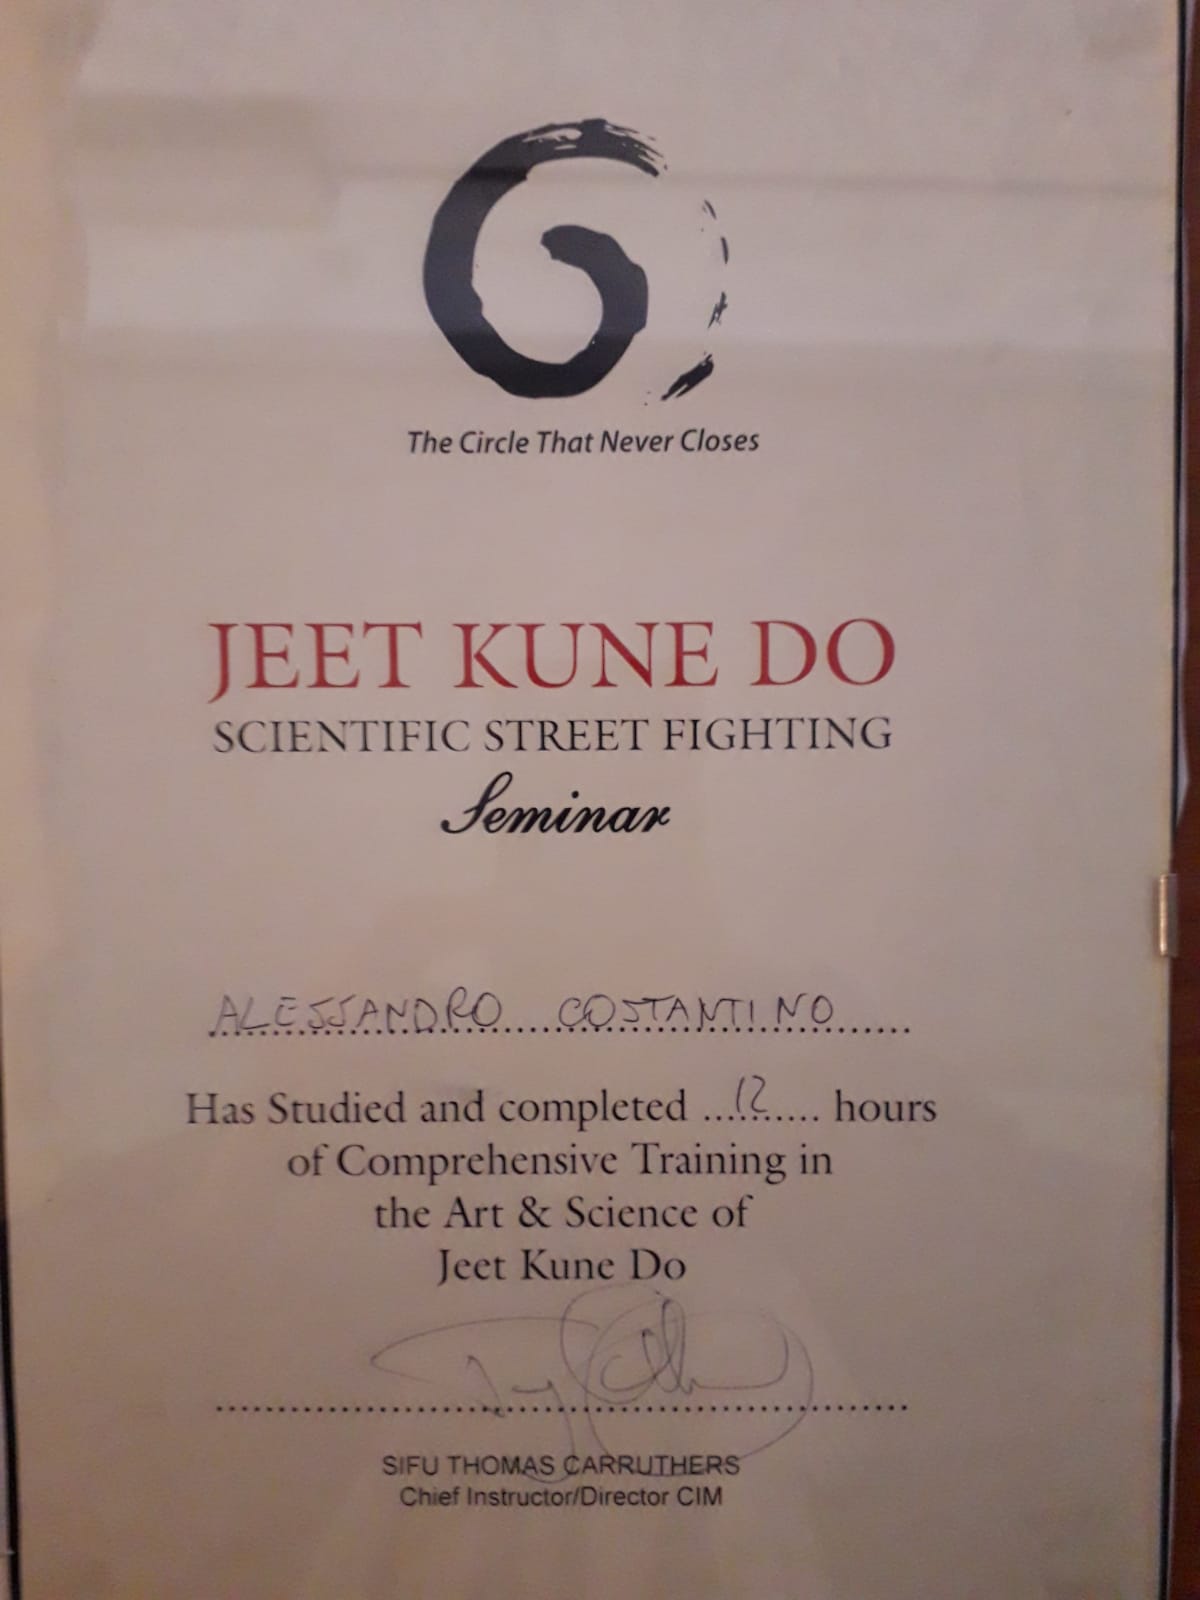 The Circle That Never Closes
JEET KUNE DO
SCIENTIFIC STREET FIGHTING
Seminar
ALESSANDRO COSTANTINO
Has Studied and completed ...12... hours
of Comprehensive Training in
the Art & Science of
Jeet Kune Do
SIFU THOMAS CARRUTHERS
Chief Instructor/Director CIM